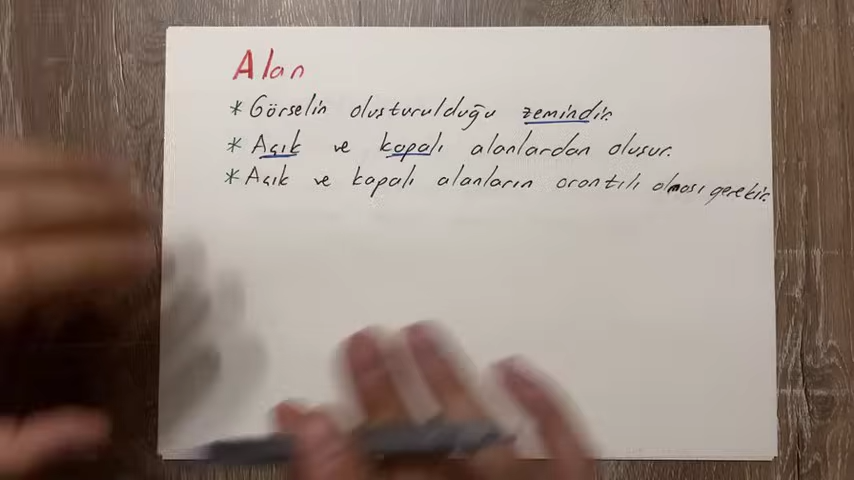 Alan
* Görselin oluşturulduğu zemindir.
* Açık ve kapalı alanlardan oluşur.
* Açık ve kapalı alanların orantılı olması gerekir.